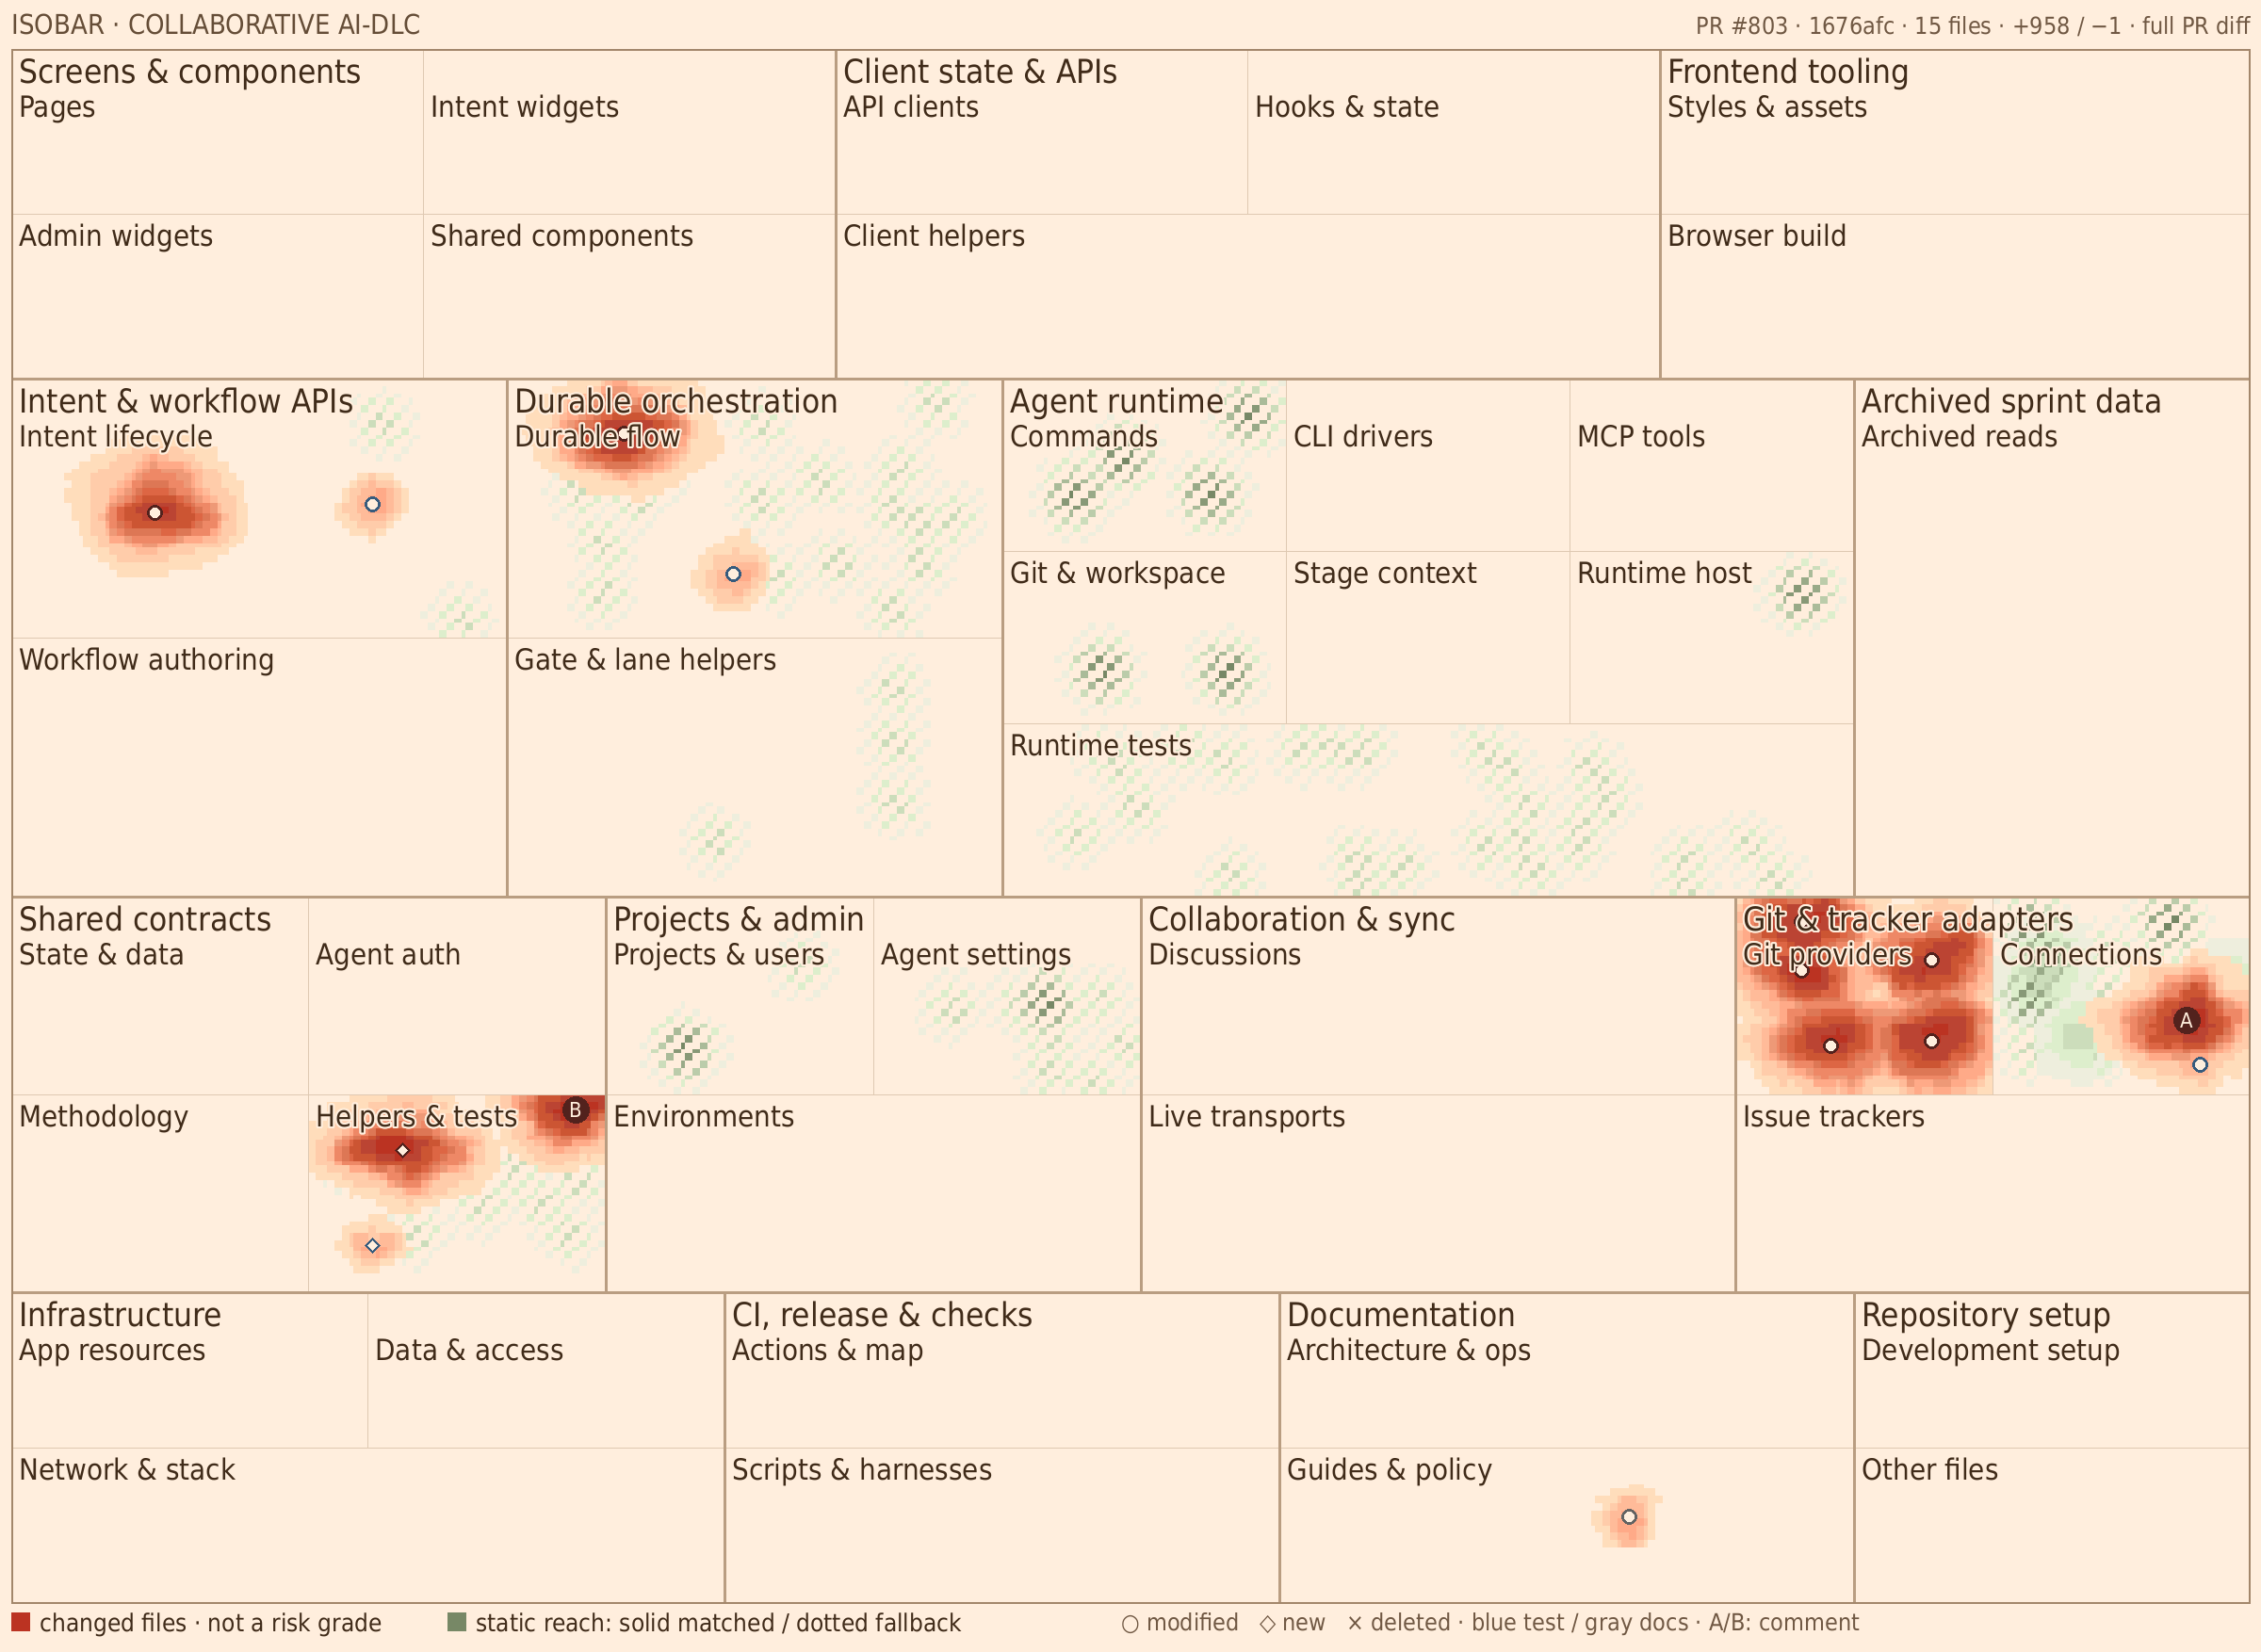 ISOBAR · COLLABORATIVE AI-DLC
PR #803 · 1676afc · 15 files · +958 / −1 · full PR diff
Screens & components
Pages
Intent widgets
Client state & APIs
API clients
Hooks & state
Frontend tooling
Styles & assets
Admin widgets
Shared components
Client helpers
Browser build
Intent & workflow APIs
Intent lifecycle
Durable orchestration
Durable flow
Agent runtime
Commands
CLI drivers
MCP tools
Archived sprint data
Archived reads
Git & workspace
Stage context
Runtime host
Workflow authoring
Gate & lane helpers
Runtime tests
Shared contracts
State & data
Agent auth
Projects & admin
Projects & users
Agent settings
Collaboration & sync
Discussions
Git & tracker adapters
Git providers
Connections
A
Methodology
Helpers & tests
B
Environments
Live transports
Issue trackers
Infrastructure
App resources
Data & access
CI, release & checks
Actions & map
Documentation
Architecture & ops
Repository setup
Development setup
Network & stack
Scripts & harnesses
Guides & policy
Other files
changed files · not a risk grade
static reach: solid matched / dotted fallback
○ modified ◇ new × deleted · blue test / gray docs · A/B: comment